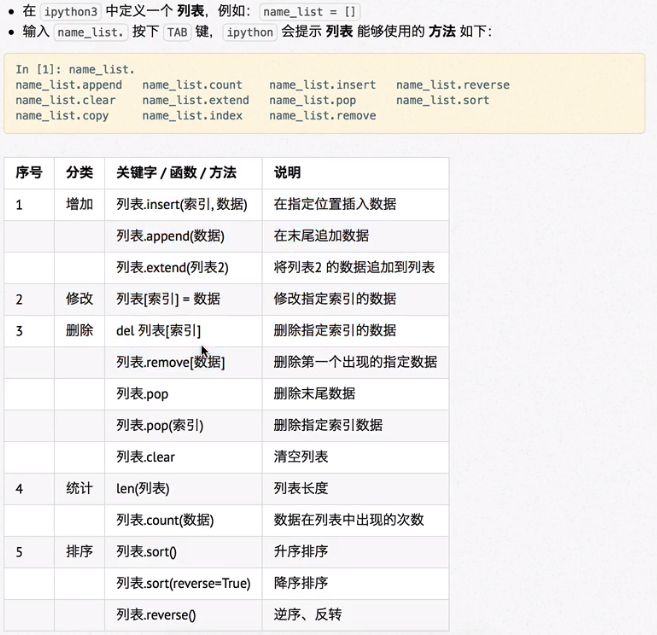 在 ipython3 中定义一个 列表，例如： name_list = []
输入 name_list. 按下 TAB 键，ipython 会提示 列表 能够使用的 方法 如下：
In [1]: name_list.
name_list.append name_list.count name_list.insert name_list.reverse
name_list.clear name_list.extend name_list.pop name_list.sort
name_list.copy name_list.index name_list.remove
序号 分类 关键字 / 函数 / 方法 说明
1 增加 列表.insert(索引, 数据) 在指定位置插入数据
列表.append(数据) 在末尾追加数据
列表.extend(列表2) 将列表2 的数据追加到列表
2 修改 列表[索引] = 数据 修改指定索引的数据
3 删除 del 列表[索引] 删除指定索引的数据
列表.remove[数据] 删除第一个出现的指定数据
列表.pop 删除末尾数据
列表.pop(索引) 删除指定索引数据
列表.clear 清空列表
4 统计 len(列表) 列表长度
列表.count(数据) 数据在列表中出现的次数
5 排序 列表.sort() 升序排序
列表.sort(reverse=True) 降序排序
列表.reverse() 逆序、反转